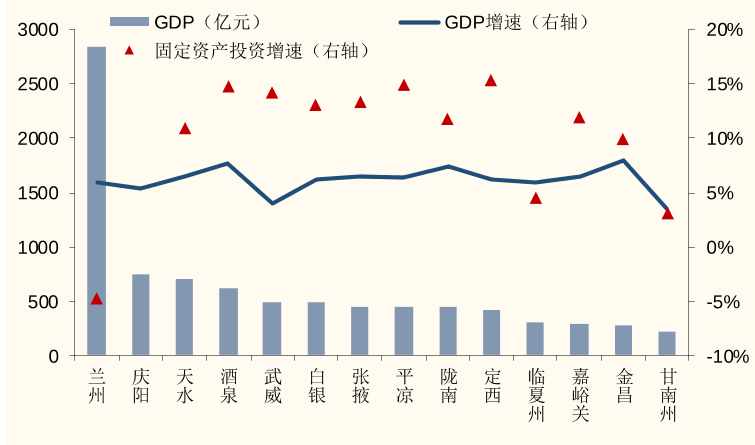 GDP（亿元）
GDP增速（右轴）
固定资产投资增速（右轴）
3000
2500
2000
1500
1000
500
0
20%
15%
10%
5%
0%
-5%
-10%
兰州
庆阳
天水
酒泉
武威
白银
张掖
平凉
陇南
定西
临夏州
嘉峪关
金昌
甘南州